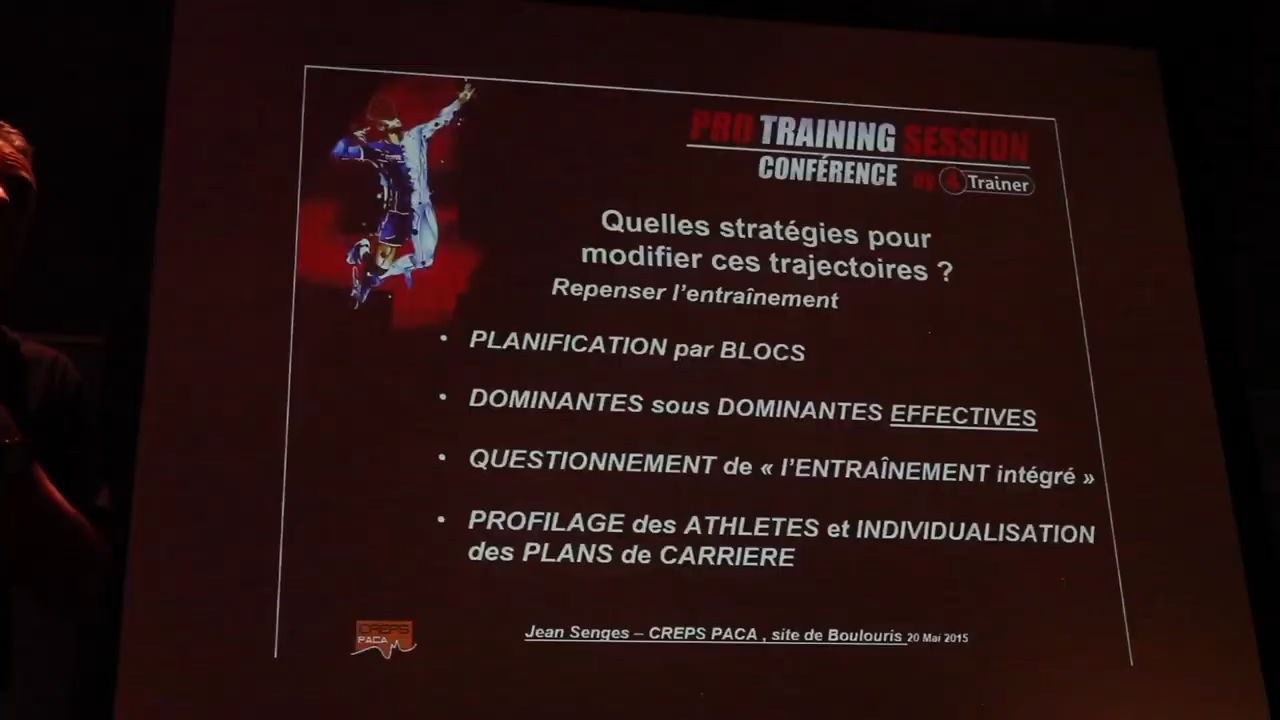 PRO TRAINING SESSION
CONFÉRENCE by 4Trainer
Quelles stratégies pour
modifier ces trajectoires ?
Repenser l'entraînement
• PLANIFICATION par BLOCS
• DOMINANTES sous DOMINANTES EFFECTIVES
• QUESTIONNEMENT de « l'ENTRAÎNEMENT intégré »
• PROFILAGE des ATHLETES et INDIVIDUALISATION
des PLANS de CARRIERE
CREPS
PACA
Jean Senges – CREPS PACA , site de Boulouris 20 Mai 2015